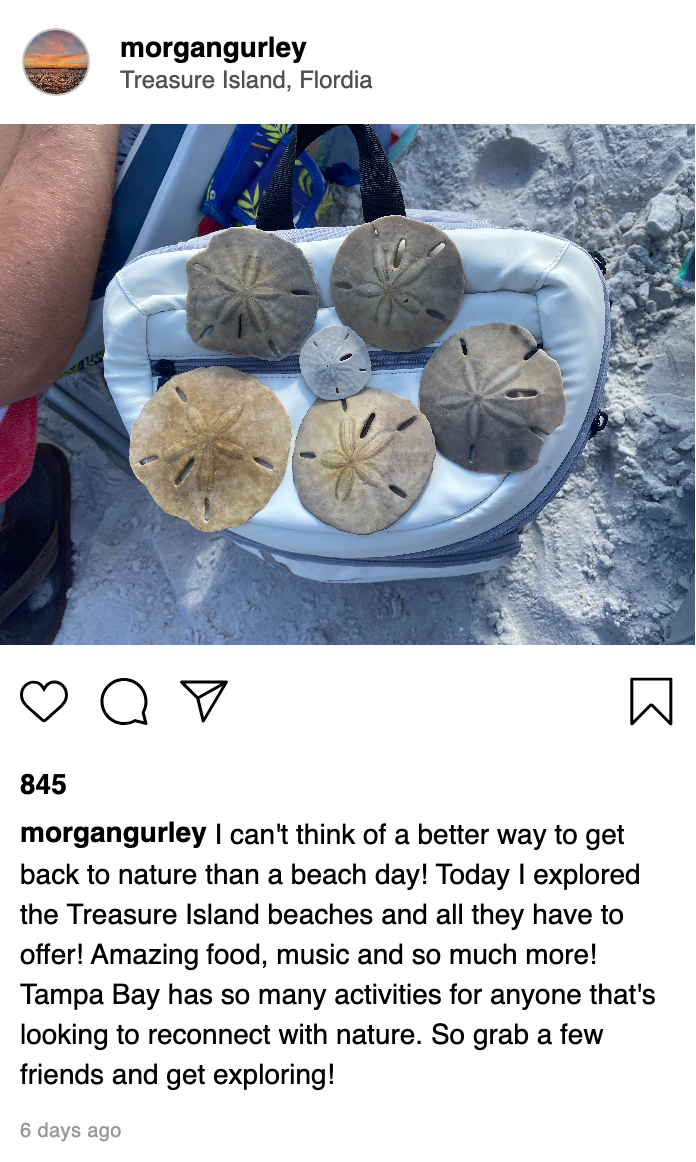 morgangurley
Treasure Island, Flordia
845
morgangurley I can't think of a better way to get
back to nature than a beach day! Today I explored
the Treasure Island beaches and all they have to
offer! Amazing food, music and so much more!
Tampa Bay has so many activities for anyone that's
looking to reconnect with nature. So grab a few
friends and get exploring!
6 days ago